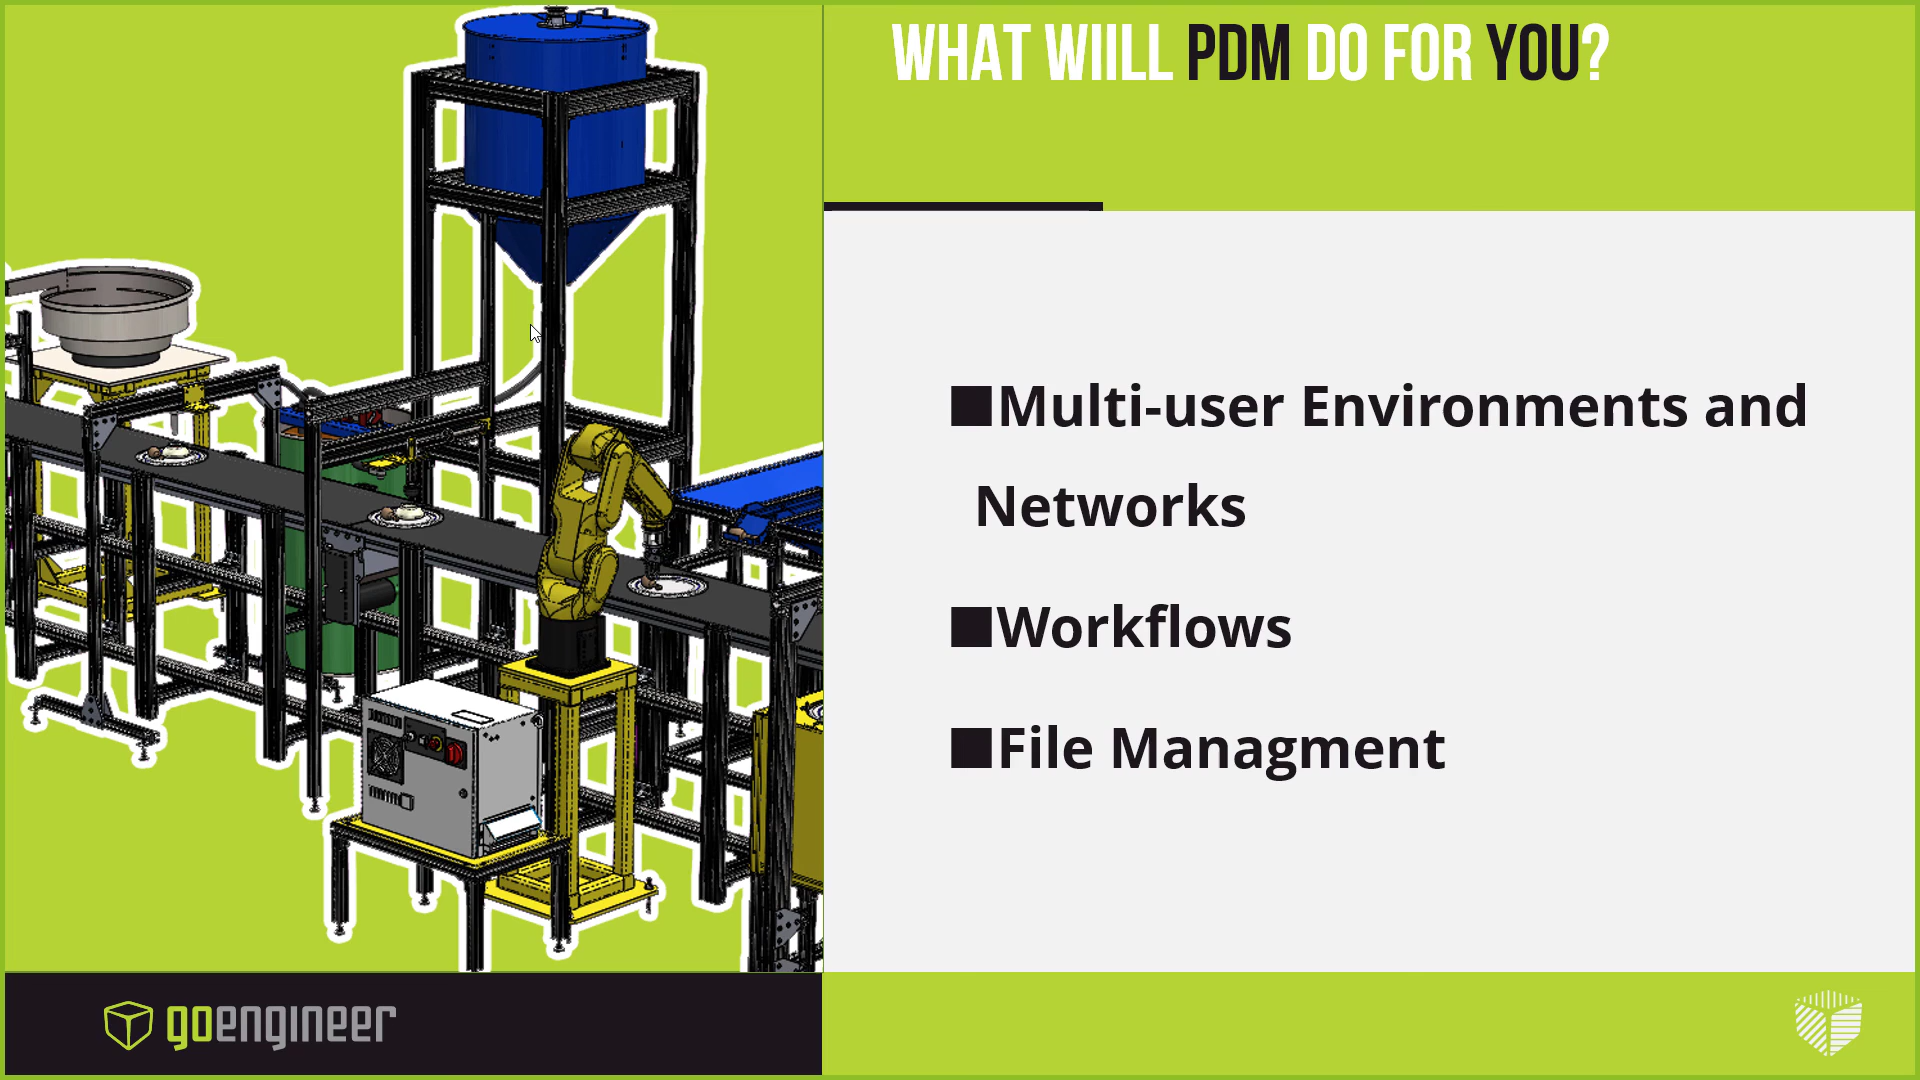 WHAT WIILL PDM DO FOR YOU?
■Multi-user Environments and
Networks
■Workflows
■File Managment
goengineer